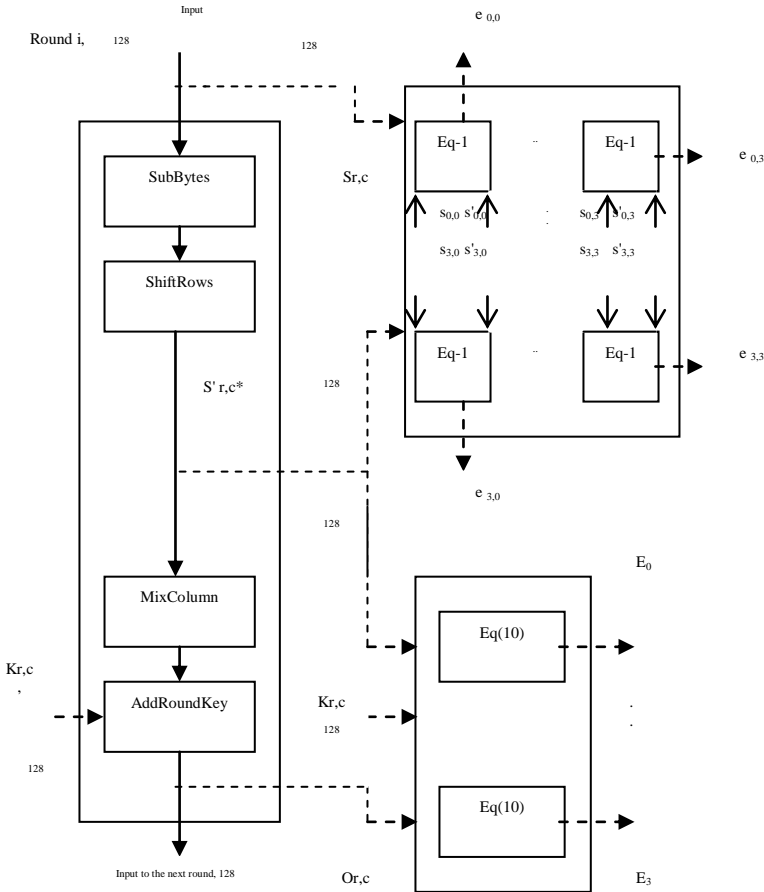 Input
Round i, 128
128
e 0,0
SubBytes
ShiftRows
S' r,c*
MixColumn
AddRoundKey
Kr,c
,
128
Input to the next round, 128
Sr,c
Eq-1 .. Eq-1
e 0,3
s0,0 s'0,0 : s0,3 s'0,3
s3,0 s'3,0 s3,3 s'3,3
128
Eq-1 .. Eq-1
e 3,3
e 3,0
128
E0
Eq(10)
Kr,c
128
.
.
Eq(10)
Or,c
E3